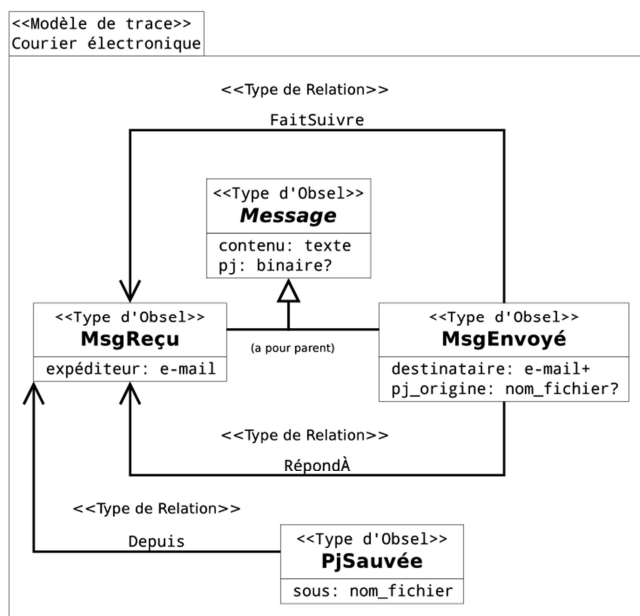 <<Modèle de trace>>
Courier électronique
<<Type de Relation>>
FaitSuivre
<<Type d'Obsel>>
Message
contenu: texte
pj: binaire?
<<Type d'Obsel>>
MsgReçu
expéditeur: e-mail
(a pour parent)
<<Type d'Obsel>>
MsgEnvoyé
destinataire: e-mail+
pj_origine: nom_fichier?
<<Type de Relation>>
RépondÀ
<<Type de Relation>>
Depuis
<<Type d'Obsel>>
PjSauvée
sous: nom_fichier